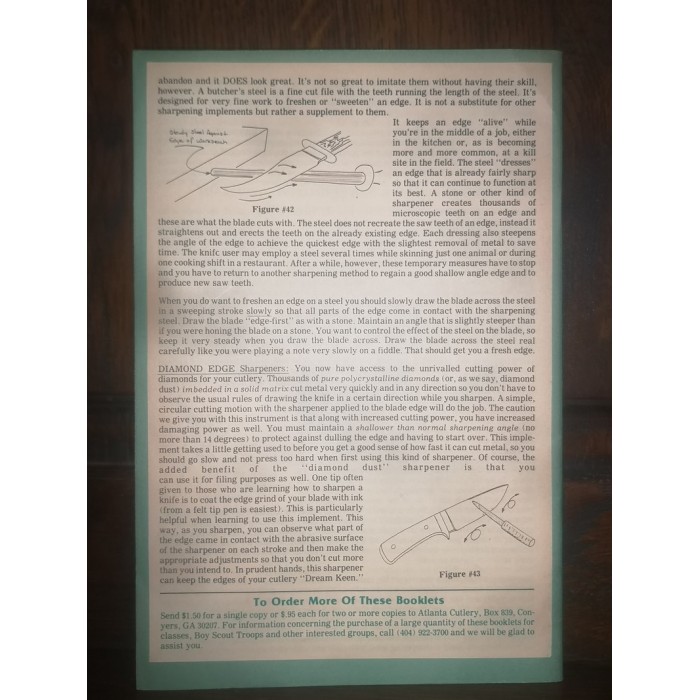 abandon and it DOES look great. It's not so great to imitate them without having their skill,
however. A butcher's steel is a fine cut file with the teeth running the length of the steel. It's
designed for very fine work to freshen or "sweeten" an edge. It is not a substitute for other
sharpening implements but rather a supplement to them.
It keeps an edge "alive" while
you're in the middle of a job, either
in the kitchen or, as is becoming
more and more common, at a kill
site in the field. The steel "dresses"
an edge that is already fairly sharp
so that it can continue to function at
its best. A stone or other kind of
sharpener creates thousands of
microscopic teeth on an edge and
Steady Steel Against
Edge of workbench
Figure #42
these are what the blade cuts with. The steel does not recreate the saw teeth of an edge, instead it
straightens out and erects the teeth on the already existing edge. Each dressing also steepens
the angle of the edge to achieve the quickest edge with the slightest removal of metal to save
time. The knife user may employ a steel several times while skinning just one animal or during
one cooking shift in a restaurant. After a while, however, these temporary measures have to stop
and you have to return to another sharpening method to regain a good shallow angle edge and to
produce new saw teeth.
When you do want to freshen an edge on a steel you should slowly draw the blade across the steel
in a sweeping stroke slowly so that all parts of the edge come in contact with the sharpening
steel. Draw the blade "edge-first" as with a stone. Maintain an angle that is slightly steeper than
if you were honing the blade on a stone. You want to control the effect of the steel on the blade, so
keep it very steady when you draw the blade across. Draw the blade across the steel real
carefully like you were playing a note very slowly on a fiddle. That should get you a fresh edge.
DIAMOND EDGE Sharpeners: You now have access to the unrivalled cutting power of
diamonds for your cutlery. Thousands of pure polycrystalline diamonds (or, as we say, diamond
dust) imbedded in a solid matrix cut metal very quickly and in any direction so you don't have to
observe the usual rules of drawing the knife in a certain direction while you sharpen. A simple,
circular cutting motion with the sharpener applied to the blade edge will do the job. The caution
we give you with this instrument is that along with increased cutting power, you have increased
damaging power as well. You must maintain a shallower than normal sharpening angle (no
more than 14 degrees) to protect against dulling the edge and having to start over. This imple-
ment takes a little getting used to before you get a good sense of how fast it can cut metal, so you
should go slow and not press too hard when first using this kind of sharpener. Of course, the
added benefit of the "diamond dust" sharpener is that you
can use it for filing purposes as well. One tip often
given to those who are learning how to sharpen a
knife is to coat the edge grind of your blade with ink
(from a felt tip pen is easiest). This is particularly
helpful when learning to use this implement. This
way, as you sharpen, you can observe what part of
the edge came in contact with the abrasive surface
of the sharpener on each stroke and then make the
appropriate adjustments so that you don't cut more
than you intend to. In prudent hands, this sharpener
can keep the edges of your cutlery "Dream Keen."
Figure #43
To Order More Of These Booklets
Send $1.50 for a single copy or $.95 each for two or more copies to Atlanta Cutlery, Box 839, Con-
yers, GA 30207. For information concerning the purchase of a large quantity of these booklets for
classes, Boy Scout Troops and other interested groups, call (404) 922-3700 and we will be glad to
assist you.